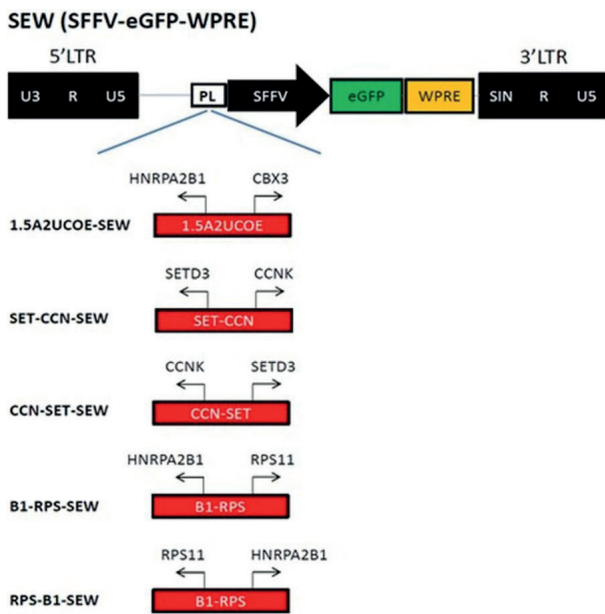 SEW (SFFV-eGFP-WPRE)
5'LTR 3'LTR
U3 R U5 PL SFFV eGFP WPRE SIN R U5
HNRPA2B1 CBX3
1.5A2UCOE-SEW 1.5A2UCOE
SETD3 CCNK
SET-CCN-SEW SET-CCN
CCNK SETD3
CCN-SET-SEW CCN-SET
HNRPA2B1 RPS11
B1-RPS-SEW B1-RPS
RPS11 HNRPA2B1
RPS-B1-SEW B1-RPS